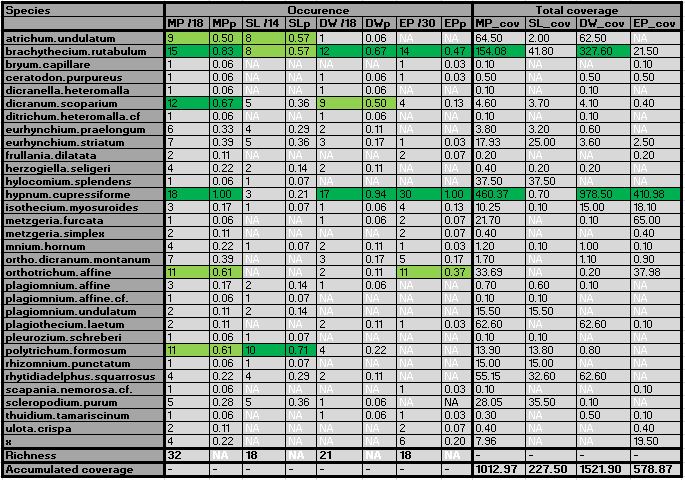 Species Occurence Total coverage
MP /18 MPp SL /14 SLp DW /18 DWp EP /30 EPp MP_cov SL_cov DW_cov EP_cov
atrichum.undulatum 9 0.50 8 0.57 1 0.06 NA NA 64.50 2.00 62.50 NA
brachythecium.rutabulum 15 0.83 8 0.57 12 0.67 14 0.47 154.08 41.80 327.60 21.50
bryum.capillare 1 0.06 NA NA NA NA 1 0.03 0.10 NA NA 0.10
ceratodon.purpureus 1 0.06 NA NA 1 0.06 1 0.03 0.50 NA 0.50 0.50
dicranella.heteromalla 1 0.06 NA NA 1 0.06 NA NA 0.10 NA 0.10 NA
dicranum.scoparium 12 0.67 5 0.36 9 0.50 4 0.13 4.60 3.70 4.10 0.40
ditrichum.heteromalla.cf 1 0.06 NA NA 1 0.06 NA NA 0.10 NA 0.10 NA
eurhynchium.praelongum 6 0.33 4 0.29 2 0.11 NA NA 3.80 3.20 0.60 NA
eurhynchium.striatum 7 0.39 5 0.36 3 0.17 1 0.03 17.93 25.00 3.60 2.50
frullania.dilatata 2 0.11 NA NA NA NA 2 0.07 0.20 NA NA 0.20
herzogiella.seligeri 4 0.22 2 0.14 2 0.11 NA NA 0.40 0.20 0.20 NA
hylocomium.splendens 1 0.06 1 0.07 NA NA NA NA 37.50 37.50 NA NA
hypnum.cupressiforme 18 1.00 3 0.21 17 0.94 30 1.00 460.37 0.70 978.50 410.98
isothecium.myosuroides 3 0.17 1 0.07 1 0.06 4 0.13 10.25 0.10 15.00 18.10
metzgeria.furcata 1 0.06 NA NA 1 0.06 2 0.07 21.70 NA 0.10 65.00
metzgeria.simplex 2 0.11 NA NA NA NA 2 0.07 0.40 NA NA 0.40
mnium.hornum 4 0.22 1 0.07 2 0.11 1 0.03 1.20 0.10 1.00 0.10
ortho.dicranum.montanum 7 0.39 NA NA 3 0.17 5 0.17 1.70 NA 1.10 0.90
orthotrichum.affine 11 0.61 NA NA 2 0.11 11 0.37 33.69 NA 0.20 37.98
plagiomnium.affine 3 0.17 2 0.14 1 0.06 NA NA 0.70 0.60 0.10 NA
plagiomnium.affine.cf. 1 0.06 1 0.07 NA NA NA NA 0.10 0.10 NA NA
plagiomnium.undulatum 2 0.11 2 0.14 NA NA NA NA 15.50 15.50 NA NA
plagiothecium.laetum 2 0.11 NA NA 2 0.11 1 0.03 62.60 NA 62.60 0.10
pleurozium.schreberi 1 0.06 1 0.07 NA NA NA NA 0.10 0.10 NA NA
polytrichum.formosum 11 0.61 10 0.71 4 0.22 NA NA 13.90 13.80 0.80 NA
rhizomnium.punctatum 1 0.06 1 0.07 NA NA NA NA 0.10 0.10 NA NA
rhytidiadelphus.squarrosus 4 0.22 4 0.29 2 0.11 NA NA 55.15 32.60 62.60 NA
scapania.nemorosa.cf. 1 0.06 NA NA NA NA 1 0.03 0.10 NA NA 0.10
scleropodium.purum 5 0.28 5 0.36 1 0.06 NA NA 28.05 35.50 0.10 NA
thuidium.tamariscinum 1 0.06 NA NA 1 0.06 1 0.03 0.30 NA 0.50 0.10
ulota.crispa 2 0.11 NA NA NA NA 2 0.07 0.40 NA NA 0.40
x 4 0.22 NA NA NA NA 6 0.20 7.96 NA NA 19.50
Richness 32 NA 18 NA 21 NA 18 NA - - - -
Accumulated coverage - - - - - - - - 1012.97 227.50 1521.90 578.87